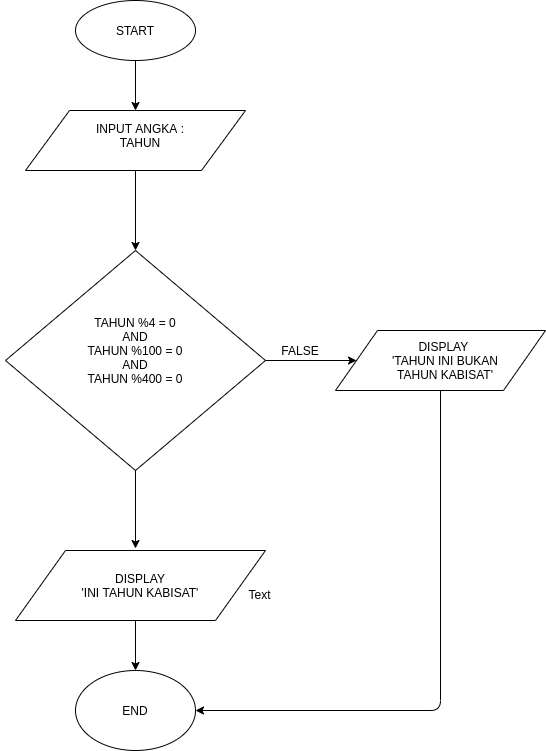 START
INPUT ANGKA :
TAHUN
TAHUN %4 = 0
AND
TAHUN %100 = 0
AND
TAHUN %400 = 0
FALSE
DISPLAY
'TAHUN INI BUKAN
TAHUN KABISAT'
DISPLAY
'INI TAHUN KABISAT'
Text
END